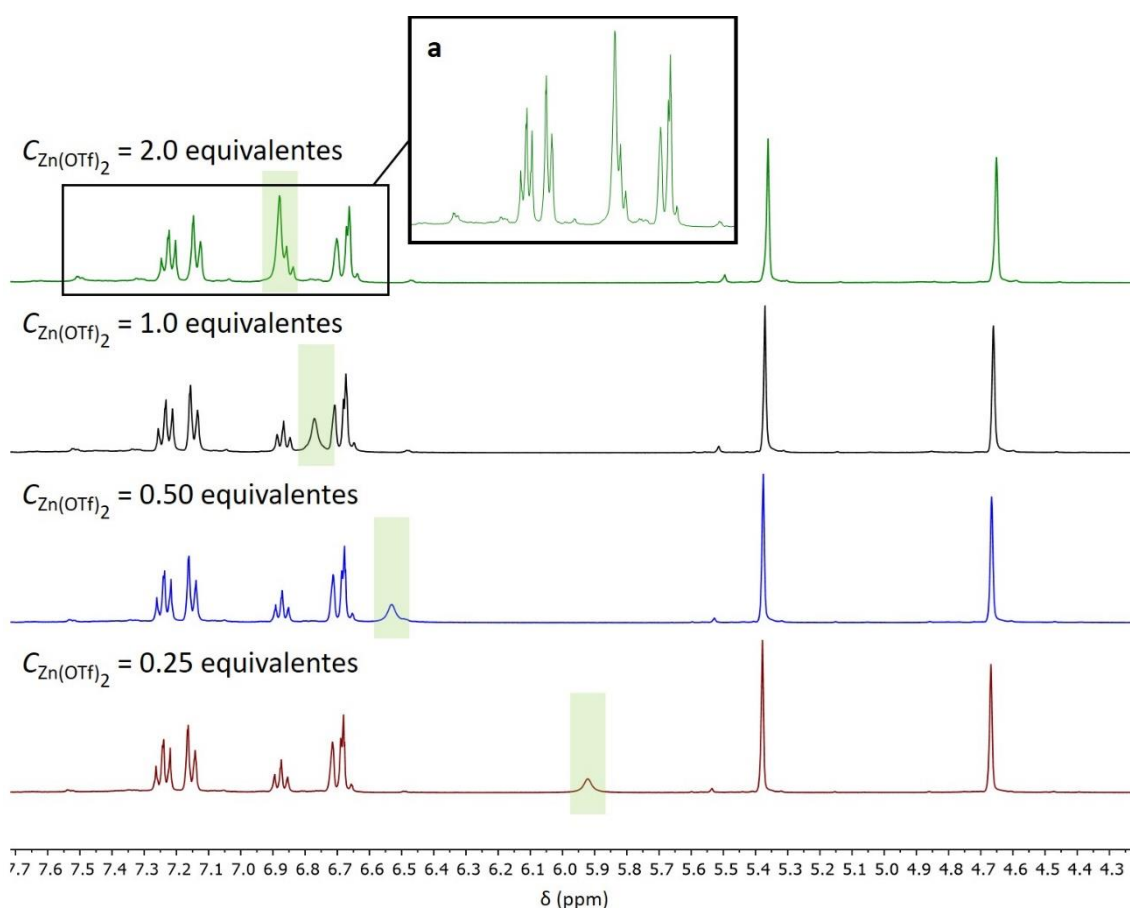 a
C Zn(OTf)2 = 2.0 equivalentes
C Zn(OTf)2 = 1.0 equivalentes
C Zn(OTf)2 = 0.50 equivalentes
C Zn(OTf)2 = 0.25 equivalentes
7.7 7.6 7.5 7.4 7.3 7.2 7.1 7.0 6.9 6.8 6.7 6.6 6.5 6.4 6.3 6.2 6.1 6.0 5.9 5.8 5.7 5.6 5.5 5.4 5.3 5.2 5.1 5.0 4.9 4.8 4.7 4.6 4.5 4.4 4.3
δ (ppm)